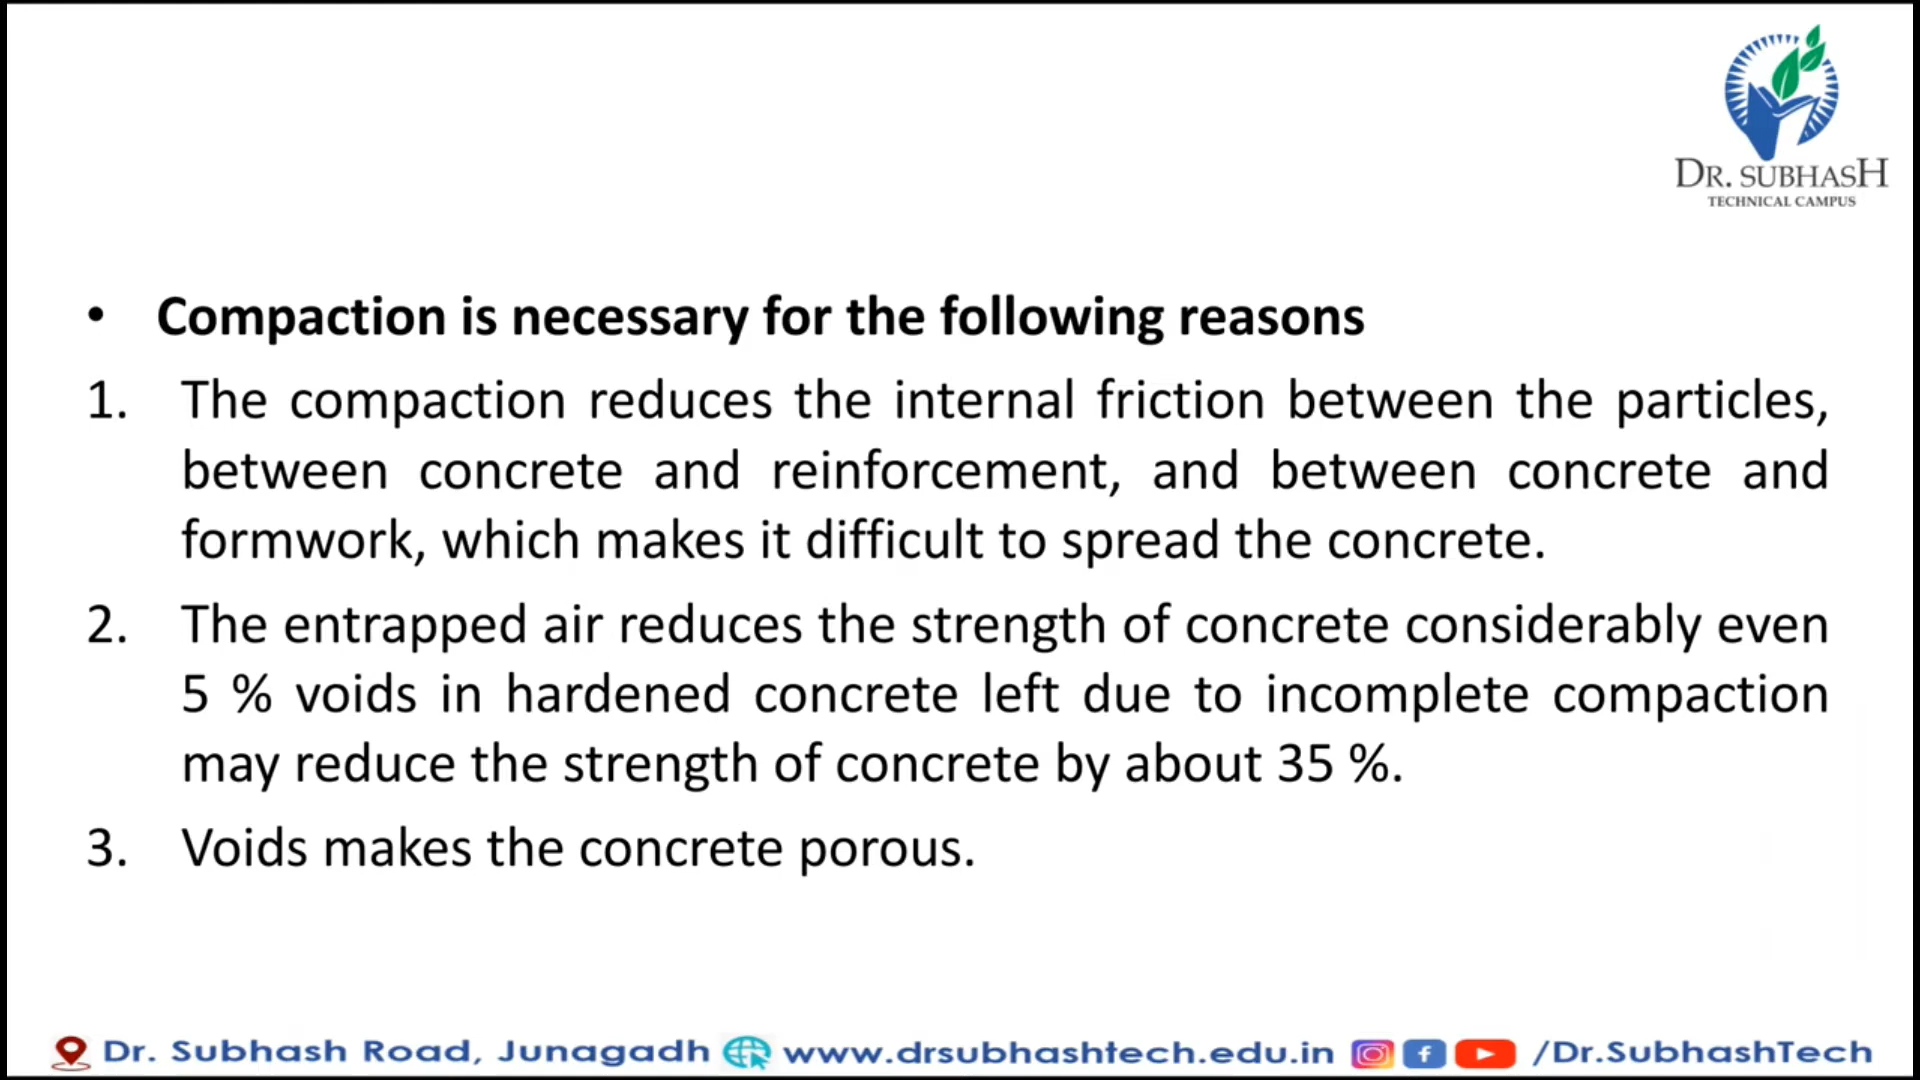 DR. SUBHASH
TECHNICAL CAMPUS
• Compaction is necessary for the following reasons
1. The compaction reduces the internal friction between the particles,
between concrete and reinforcement, and between concrete and
formwork, which makes it difficult to spread the concrete.
2. The entrapped air reduces the strength of concrete considerably even
5 % voids in hardened concrete left due to incomplete compaction
may reduce the strength of concrete by about 35 %.
3. Voids makes the concrete porous.
Dr. Subhash Road, Junagadh www.drsubhashtech.edu.in /Dr.SubhashTech